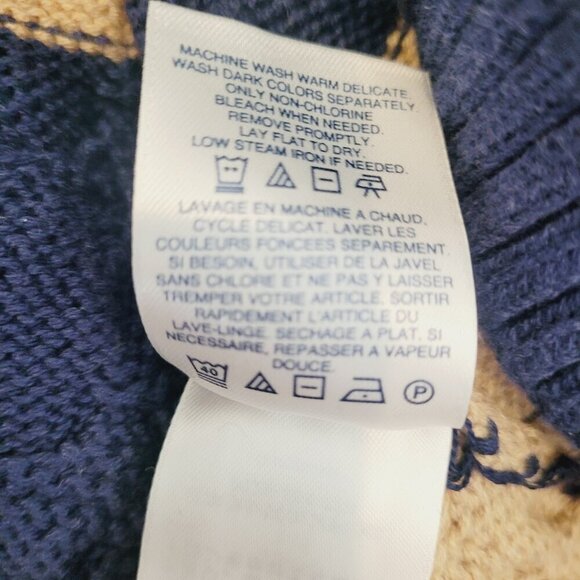 MACHINE WASH WARM DELICATE.
WASH DARK COLORS SEPARATELY.
ONLY NON-CHLORINE
BLEACH WHEN NEEDED.
REMOVE PROMPTLY.
LAY FLAT TO DRY.
LOW STEAM IRON IF NEEDED.
LAVAGE EN MACHINE A CHAUD,
CYCLE DELICAT. LAVER LES
COULEURS FONCEES SEPAREMENT.
SI BESOIN, UTILISER DE LA JAVEL
SANS CHLORE ET NE PAS Y LAISSER
TREMPER VOTRE ARTICLE. SORTIR
RAPIDEMENT L'ARTICLE DU
LAVE-LINGE. SECHAGE A PLAT. SI
NECESSAIRE, REPASSER A VAPEUR
DOUCE.
40 P